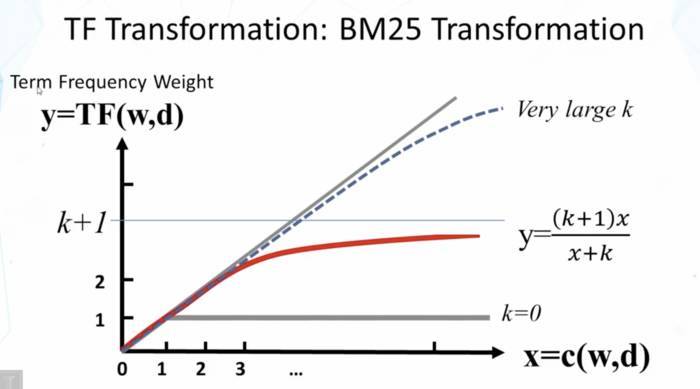 TF Transformation: BM25 Transformation
Term Frequency Weight
y=TF(w,d)
Very large k
k+1
y=(k+1)x
x+k
2
1
k=0
0 1 2 3 ...
x=c(w,d)